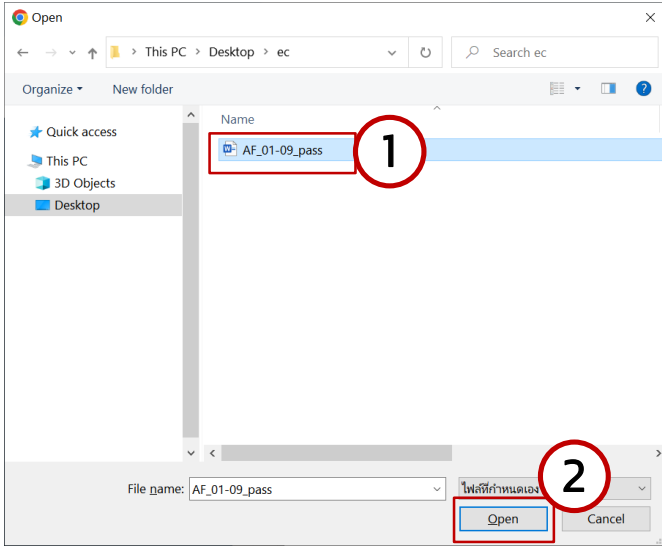 Open
This PC > Desktop > ec
Search ec
Organize
New folder
?
Name
Quick access
AF_01-09_pass
1
This PC
3D Objects
Desktop
2
File name: AF_01-09_pass
ไฟล์ที่กำหนดเอง
Open
Cancel